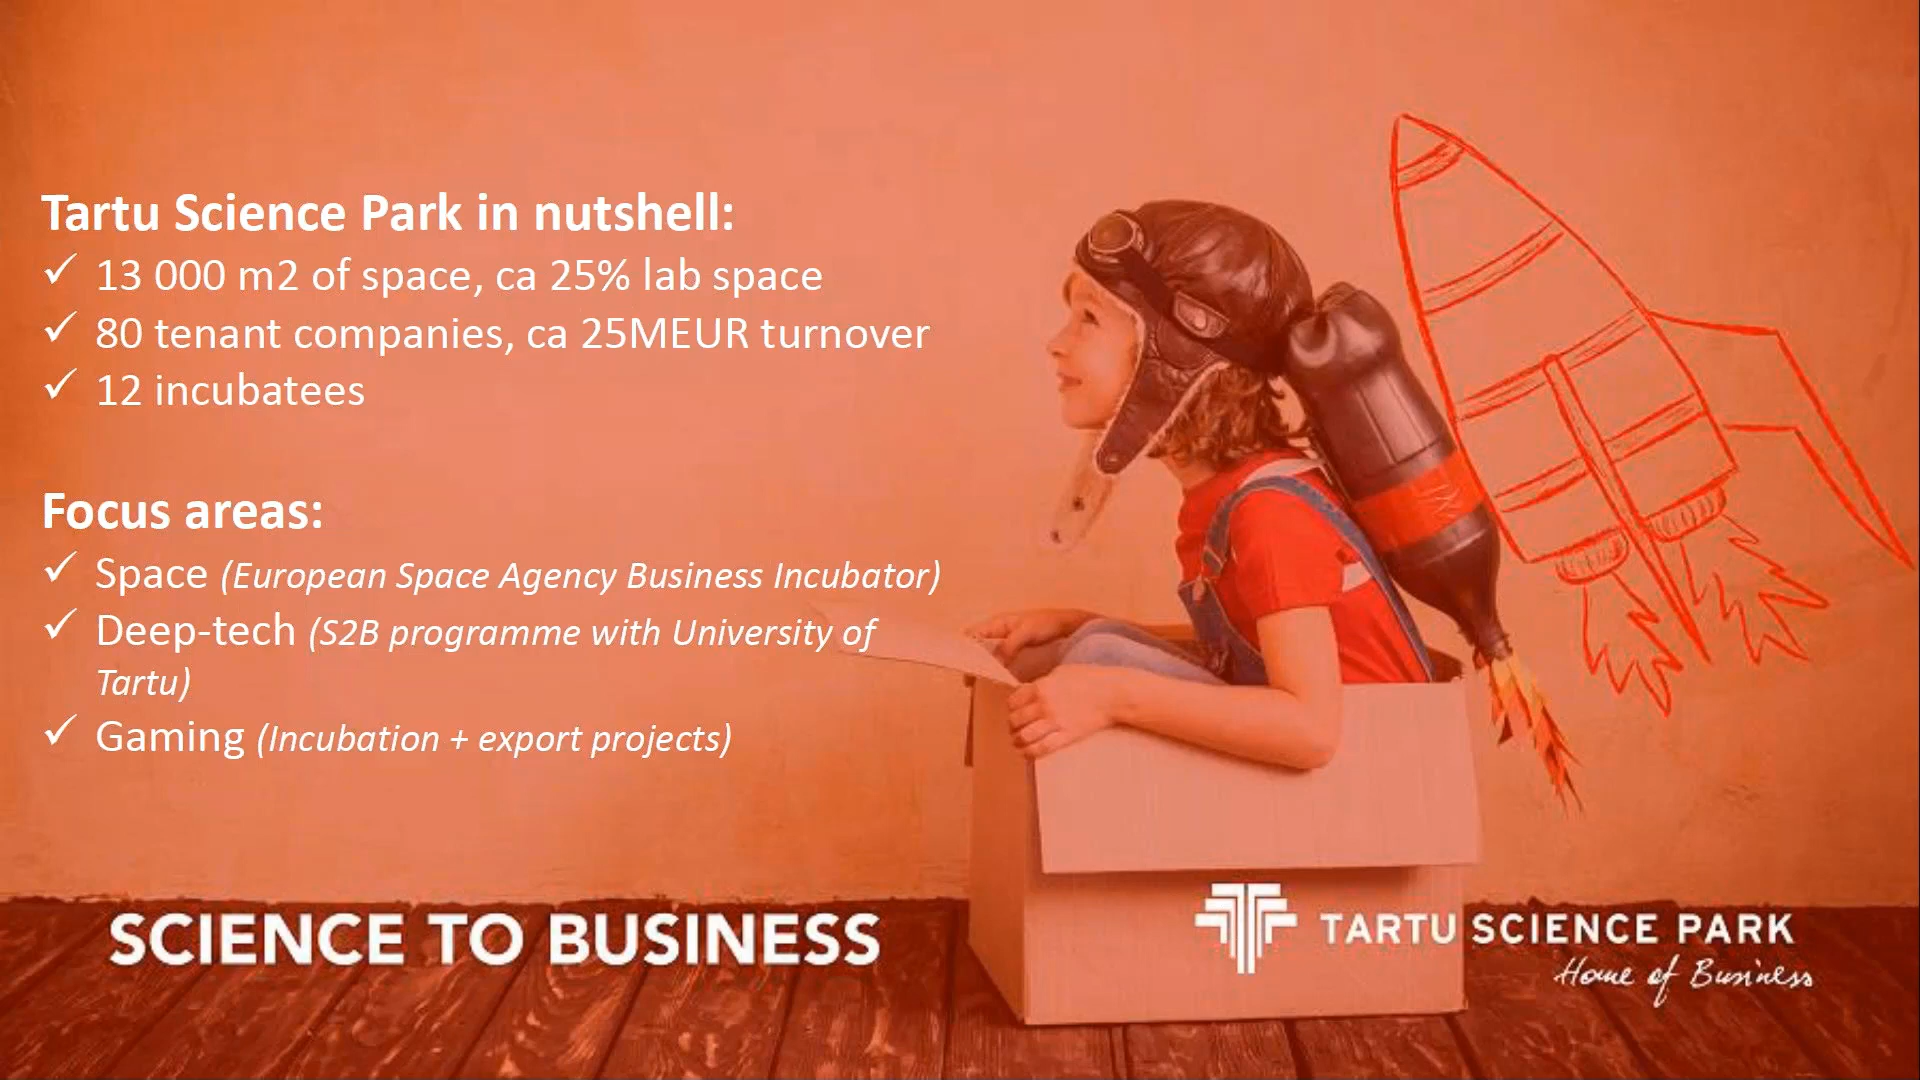 Tartu Science Park in nutshell:
✓ 13 000 m2 of space, ca 25% lab space
✓ 80 tenant companies, ca 25MEUR turnover
✓ 12 incubatees
Focus areas:
✓ Space (European Space Agency Business Incubator)
✓ Deep-tech (S2B programme with University of
Tartu)
✓ Gaming (Incubation + export projects)
SCIENCE TO BUSINESS
TARTU SCIENCE PARK
Home of Business